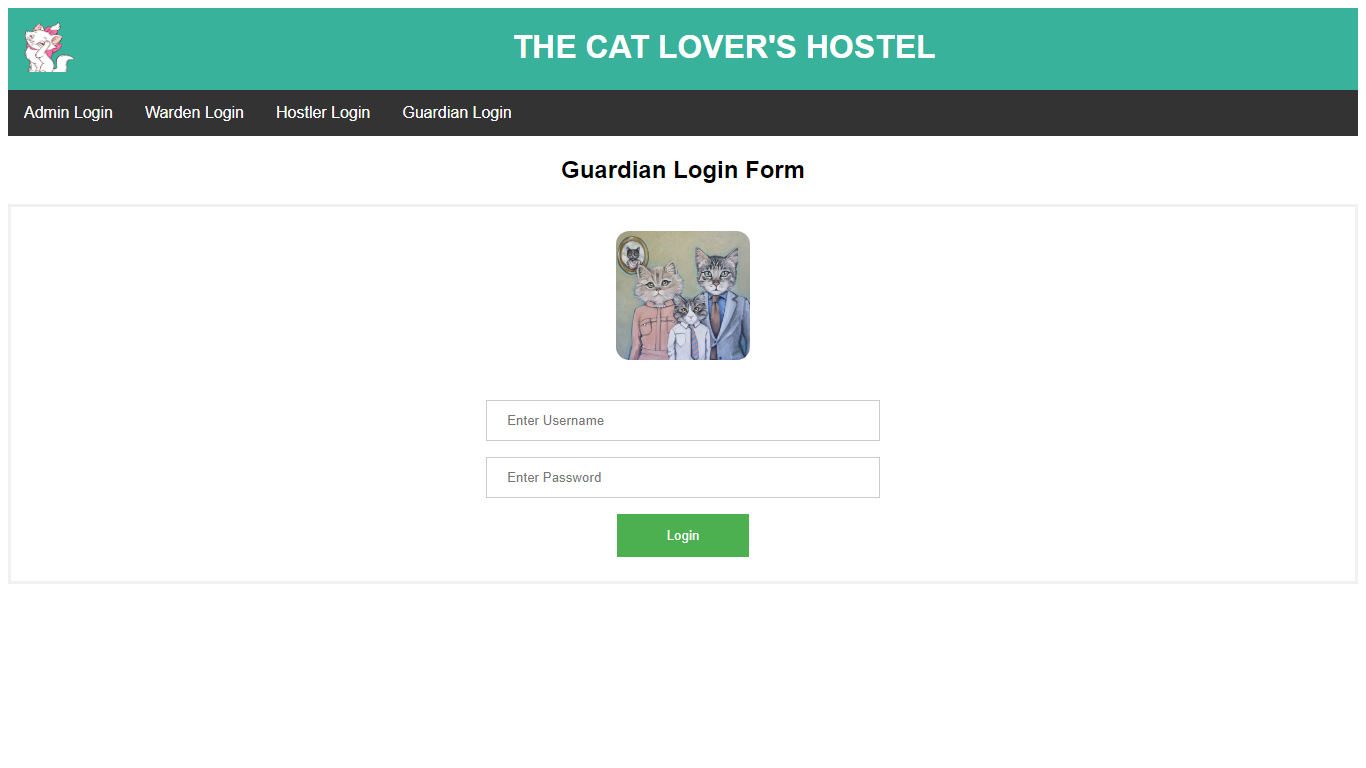 THE CAT LOVER'S HOSTEL
Admin Login Warden Login Hostler Login Guardian Login
Guardian Login Form
Enter Username
Enter Password
Login